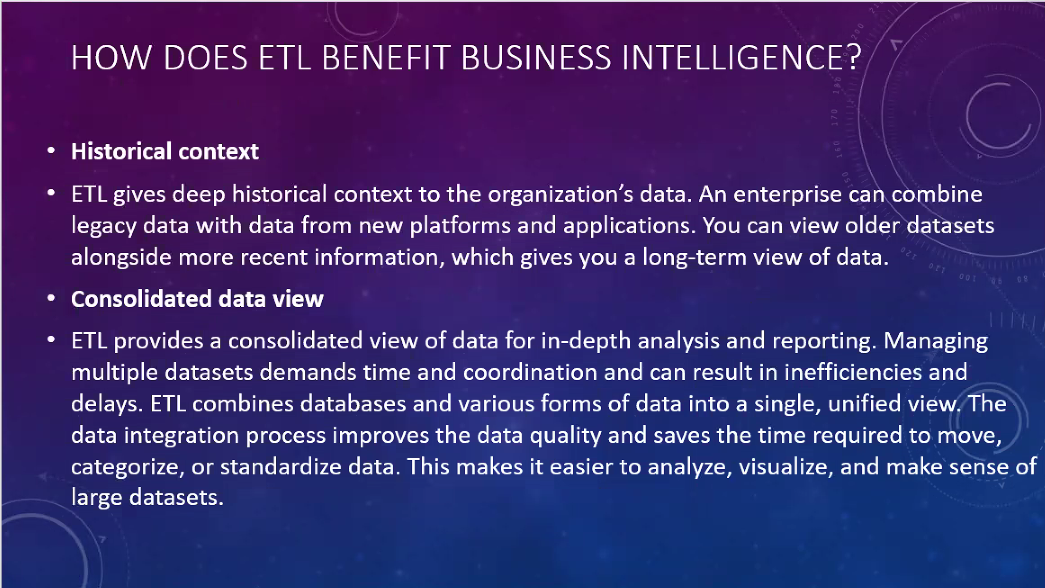 HOW DOES ETL BENEFIT BUSINESS INTELLIGENCE?
• Historical context
• ETL gives deep historical context to the organization’s data. An enterprise can combine
legacy data with data from new platforms and applications. You can view older datasets
alongside more recent information, which gives you a long-term view of data.
• Consolidated data view
• ETL provides a consolidated view of data for in-depth analysis and reporting. Managing
multiple datasets demands time and coordination and can result in inefficiencies and
delays. ETL combines databases and various forms of data into a single, unified view. The
data integration process improves the data quality and saves the time required to move,
categorize, or standardize data. This makes it easier to analyze, visualize, and make sense of
large datasets.